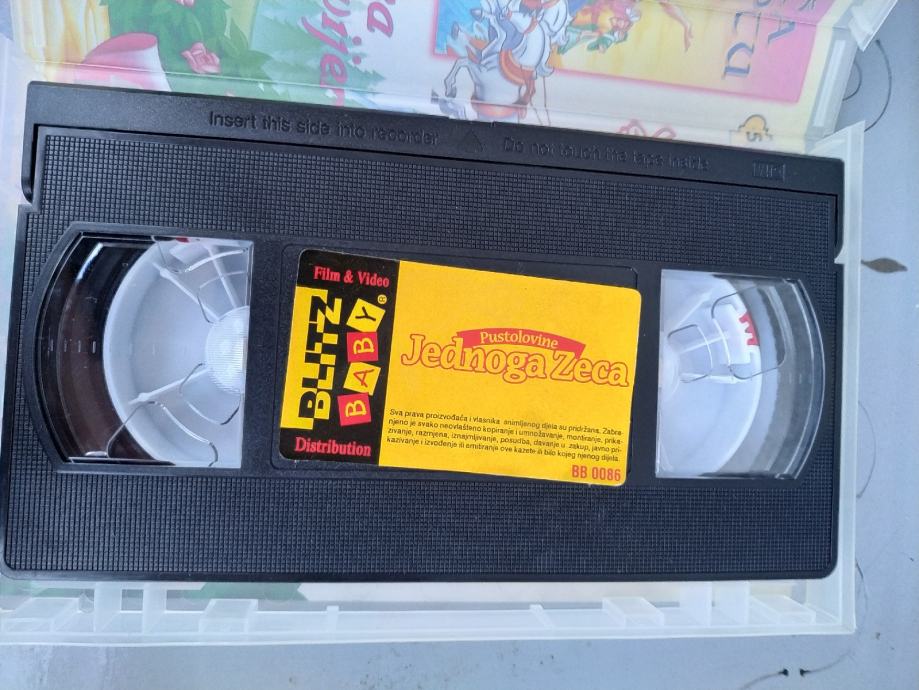 Insert this side into recorder
Do not touch the tape inside
VHS
Film & Video
BLITZ
BABY®
Distribution
Pustolovine
Jednoga Zeca
Sva prava proizvođača i vlasnika animljenog djela su pridržana. Zabra-
njeno je svako neovlašteno kopiranje i umnožavanje, montiranje, prika-
zivanje, razmjena, iznajmljivanje, posudba, davanje u zakup, javno pri-
kazivanje i izvođenje ili emitiranje ove kazete ili bilo kojeg njenog dijela.
BB 0086